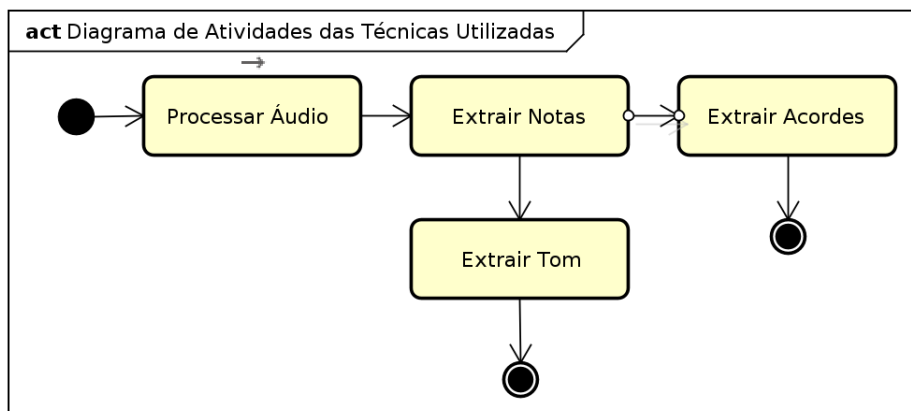 act Diagrama de Atividades das Técnicas Utilizadas
Processar Áudio
Extrair Notas
Extrair Acordes
Extrair Tom